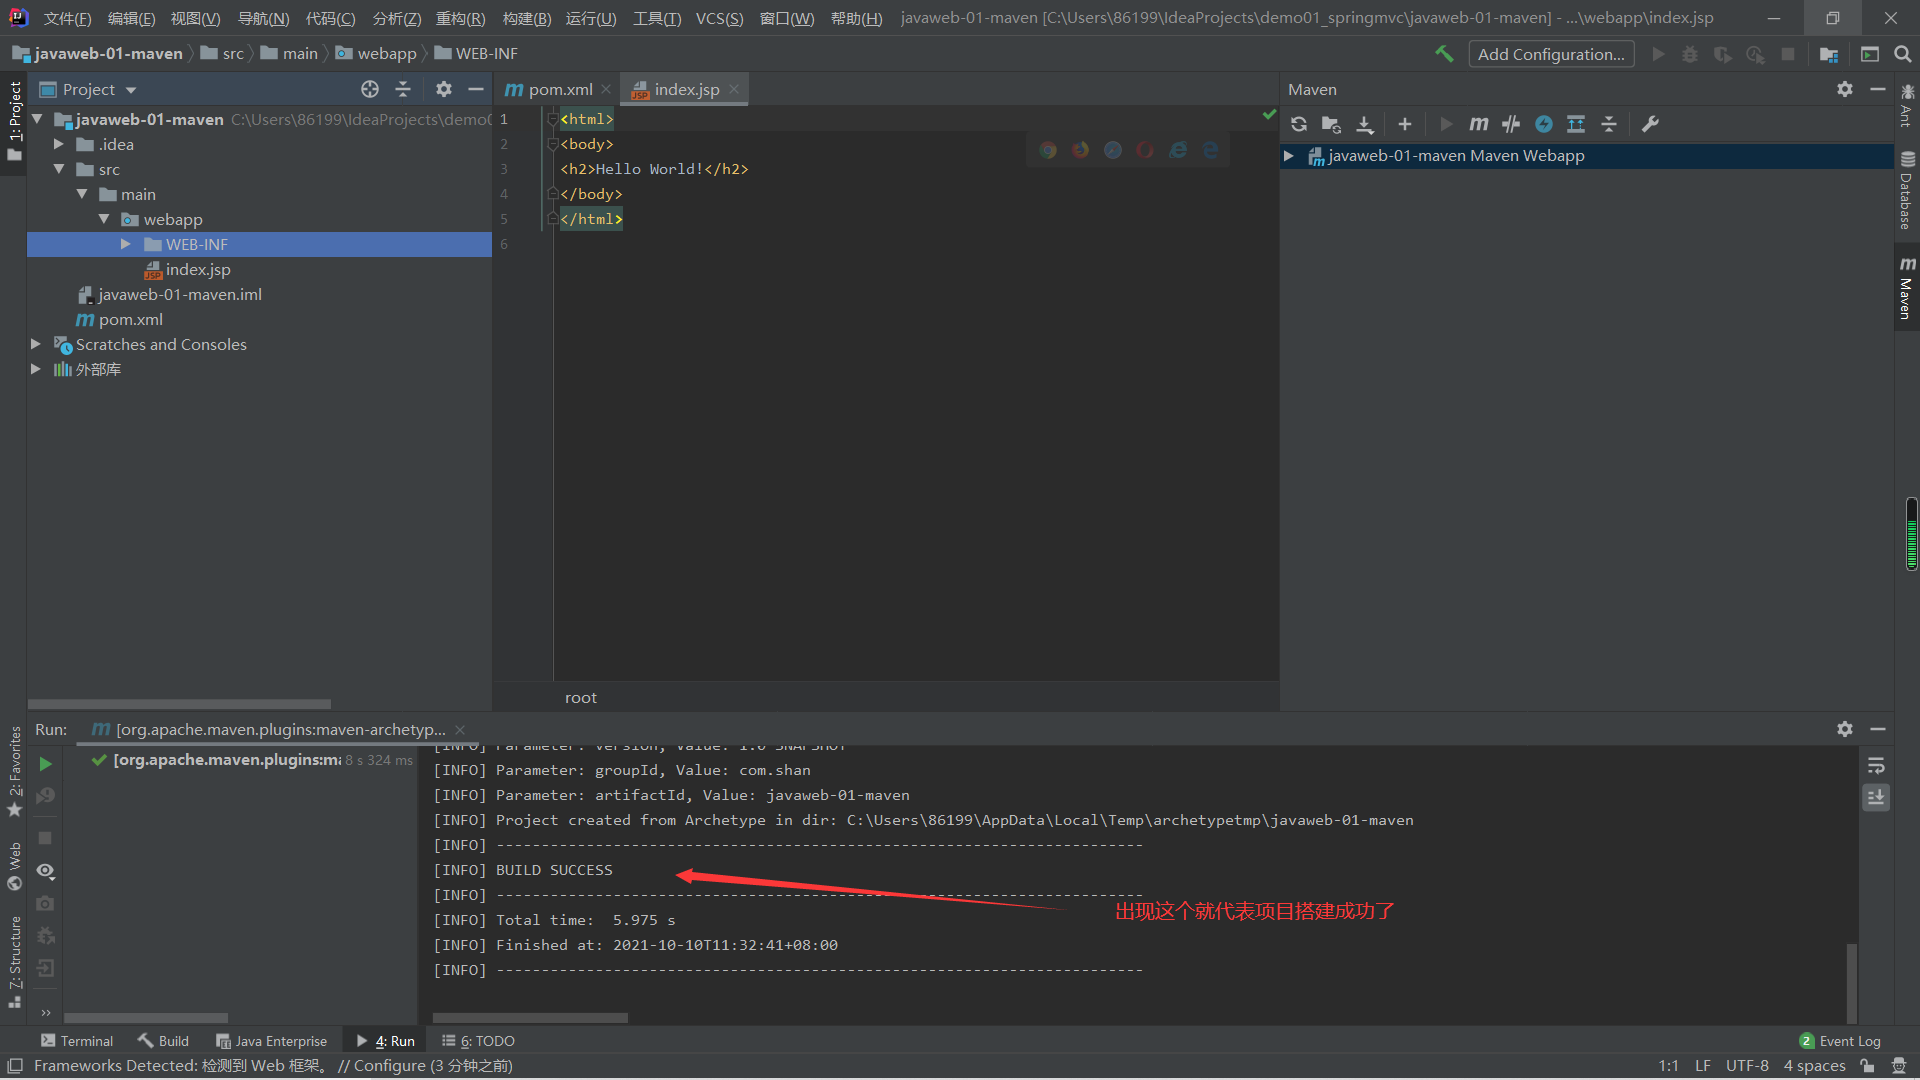 文件(F) 编辑(E) 视图(V) 导航(N) 代码(C) 分析(Z) 重构(R) 构建(B) 运行(U) 工具(T) VCS(S) 窗口(W) 帮助(H) javaweb-01-maven [C:\Users\86199\IdeaProjects\demo01_springmvc\javaweb-01-maven] - ...\webapp\index.jsp
javaweb-01-maven src main webapp WEB-INF
Add Configuration...
1: Project
Project
javaweb-01-maven C:\Users\86199\IdeaProjects\demo0
.idea
src
main
webapp
WEB-INF
index.jsp
javaweb-01-maven.iml
pom.xml
Scratches and Consoles
外部库
pom.xml
index.jsp
1 <html>
2 <body>
3 <h2>Hello World!</h2>
4 </body>
5 </html>
6
root
Maven
javaweb-01-maven Maven Webapp
Ant
Database
Maven
Run: [org.apache.maven.plugins:maven-archetyp...
[org.apache.maven.plugins:ma 8 s 324 ms
[INFO] Parameter: version, Value: 1.0-SNAPSHOT
[INFO] Parameter: groupId, Value: com.shan
[INFO] Parameter: artifactId, Value: javaweb-01-maven
[INFO] Project created from Archetype in dir: C:\Users\86199\AppData\Local\Temp\archetypetmp\javaweb-01-maven
[INFO] ------------------------------------------------------------------------
[INFO] BUILD SUCCESS
[INFO] ------------------------------------------------------------------------
出现这个就代表项目搭建成功了
[INFO] Total time:  5.975 s
[INFO] Finished at: 2021-10-10T11:32:41+08:00
[INFO] ------------------------------------------------------------------------
2: Favorites
Web
7: Structure
Terminal Build Java Enterprise 4: Run 6: TODO
2 Event Log
Frameworks Detected: 检测到 Web 框架。 // Configure (3 分钟之前)
1:1 LF UTF-8 4 spaces